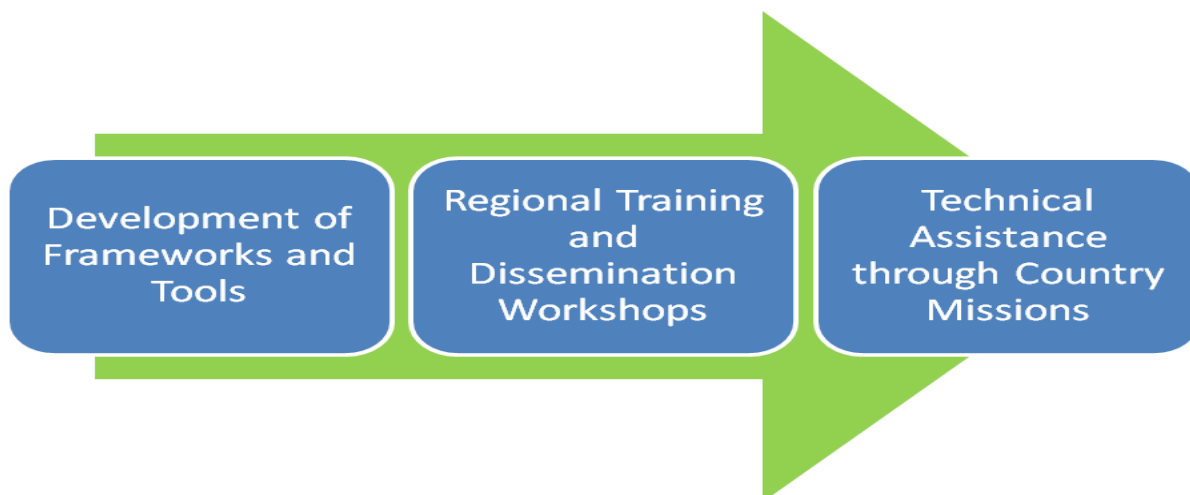 Development of
Frameworks and
Tools
Regional Training
and
Dissemination
Workshops
Technical
Assistance
through Country
Missions